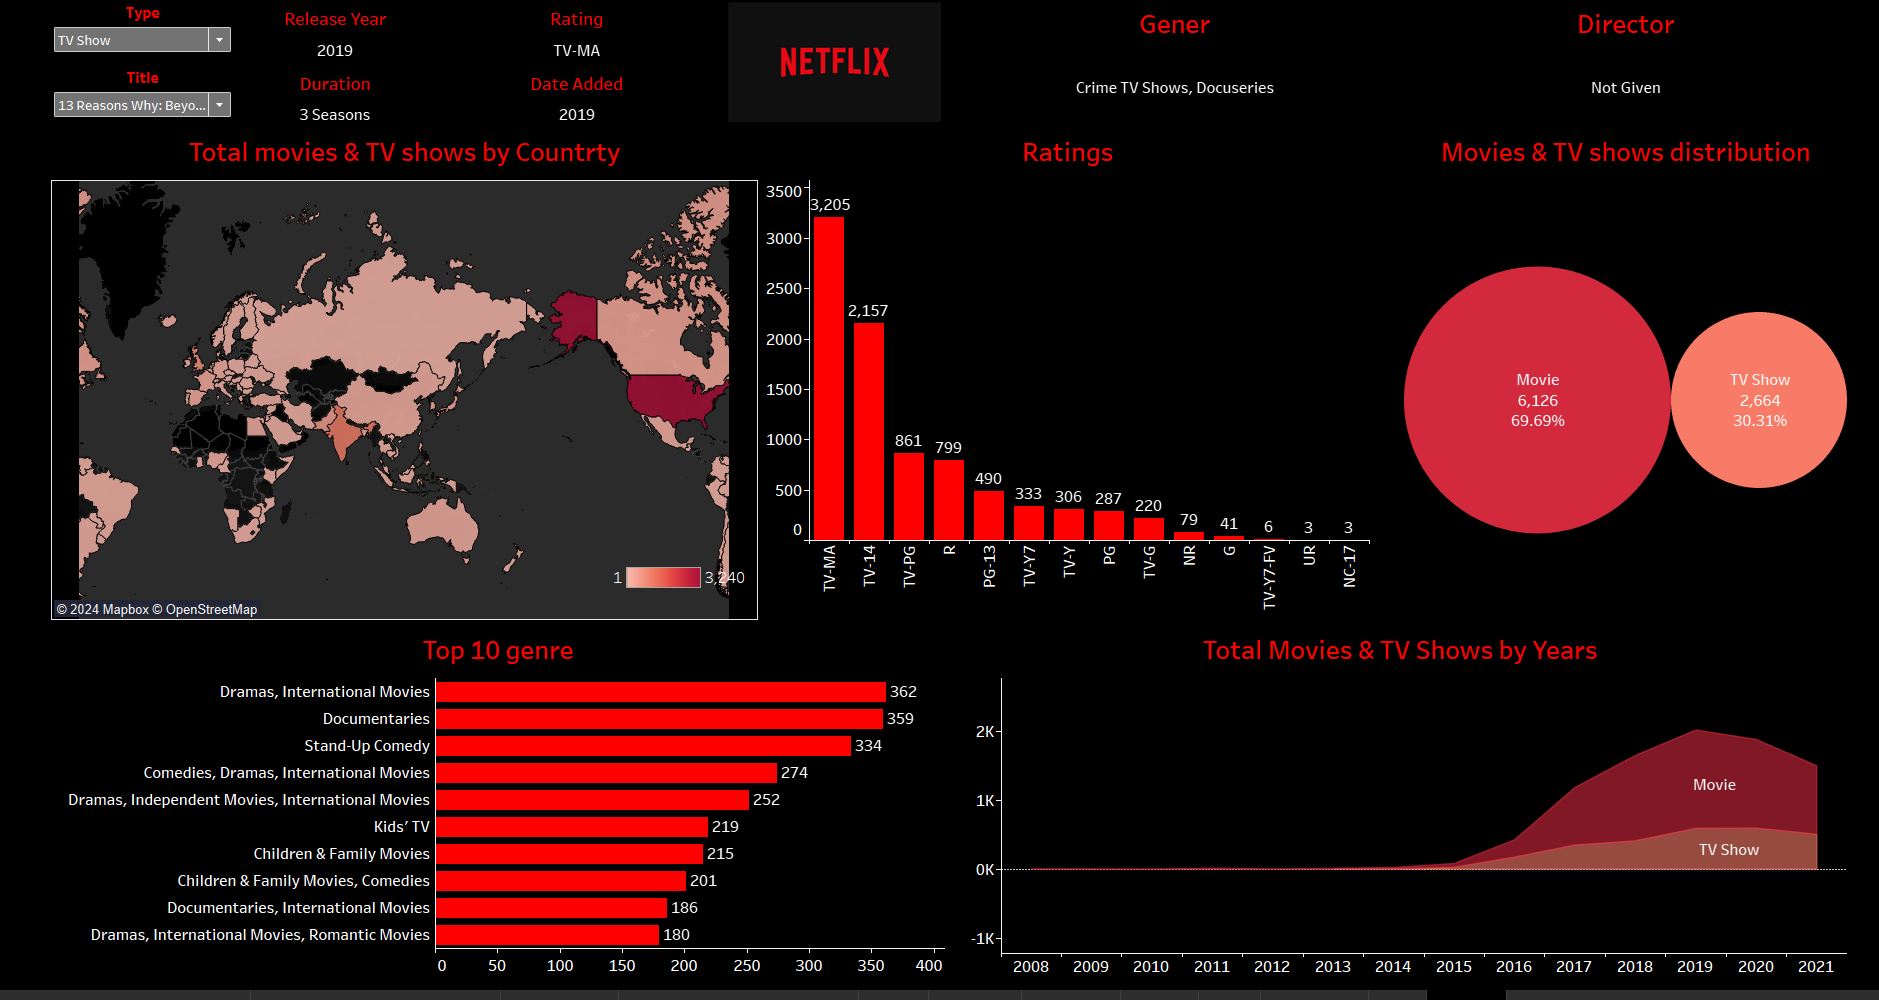 Type
TV Show
Title
13 Reasons Why: Beyo...
Release Year
2019
Duration
3 Seasons
Rating
TV-MA
Date Added
2019
NETFLIX
Gener
Crime TV Shows, Docuseries
Director
Not Given
Total movies & TV shows by Countrty
1
3,240
© 2024 Mapbox © OpenStreetMap
Ratings
3500
3000
2500
2000
1500
1000
500
0
3,205
2,157
861
799
490
333
306
287
220
79
41
6
3
3
TV-MA
TV-14
TV-PG
R
PG-13
TV-Y7
TV-Y
PG
TV-G
NR
G
TV-Y7-FV
UR
NC-17
Movies & TV shows distribution
Movie
6,126
69.69%
TV Show
2,664
30.31%
Top 10 genre
Dramas, International Movies 362
Documentaries 359
Stand-Up Comedy 334
Comedies, Dramas, International Movies 274
Dramas, Independent Movies, International Movies 252
Kids’ TV 219
Children & Family Movies 215
Children & Family Movies, Comedies 201
Documentaries, International Movies 186
Dramas, International Movies, Romantic Movies 180
0 50 100 150 200 250 300 350 400
Total Movies & TV Shows by Years
2K
1K
0K
-1K
Movie
TV Show
2008 2009 2010 2011 2012 2013 2014 2015 2016 2017 2018 2019 2020 2021